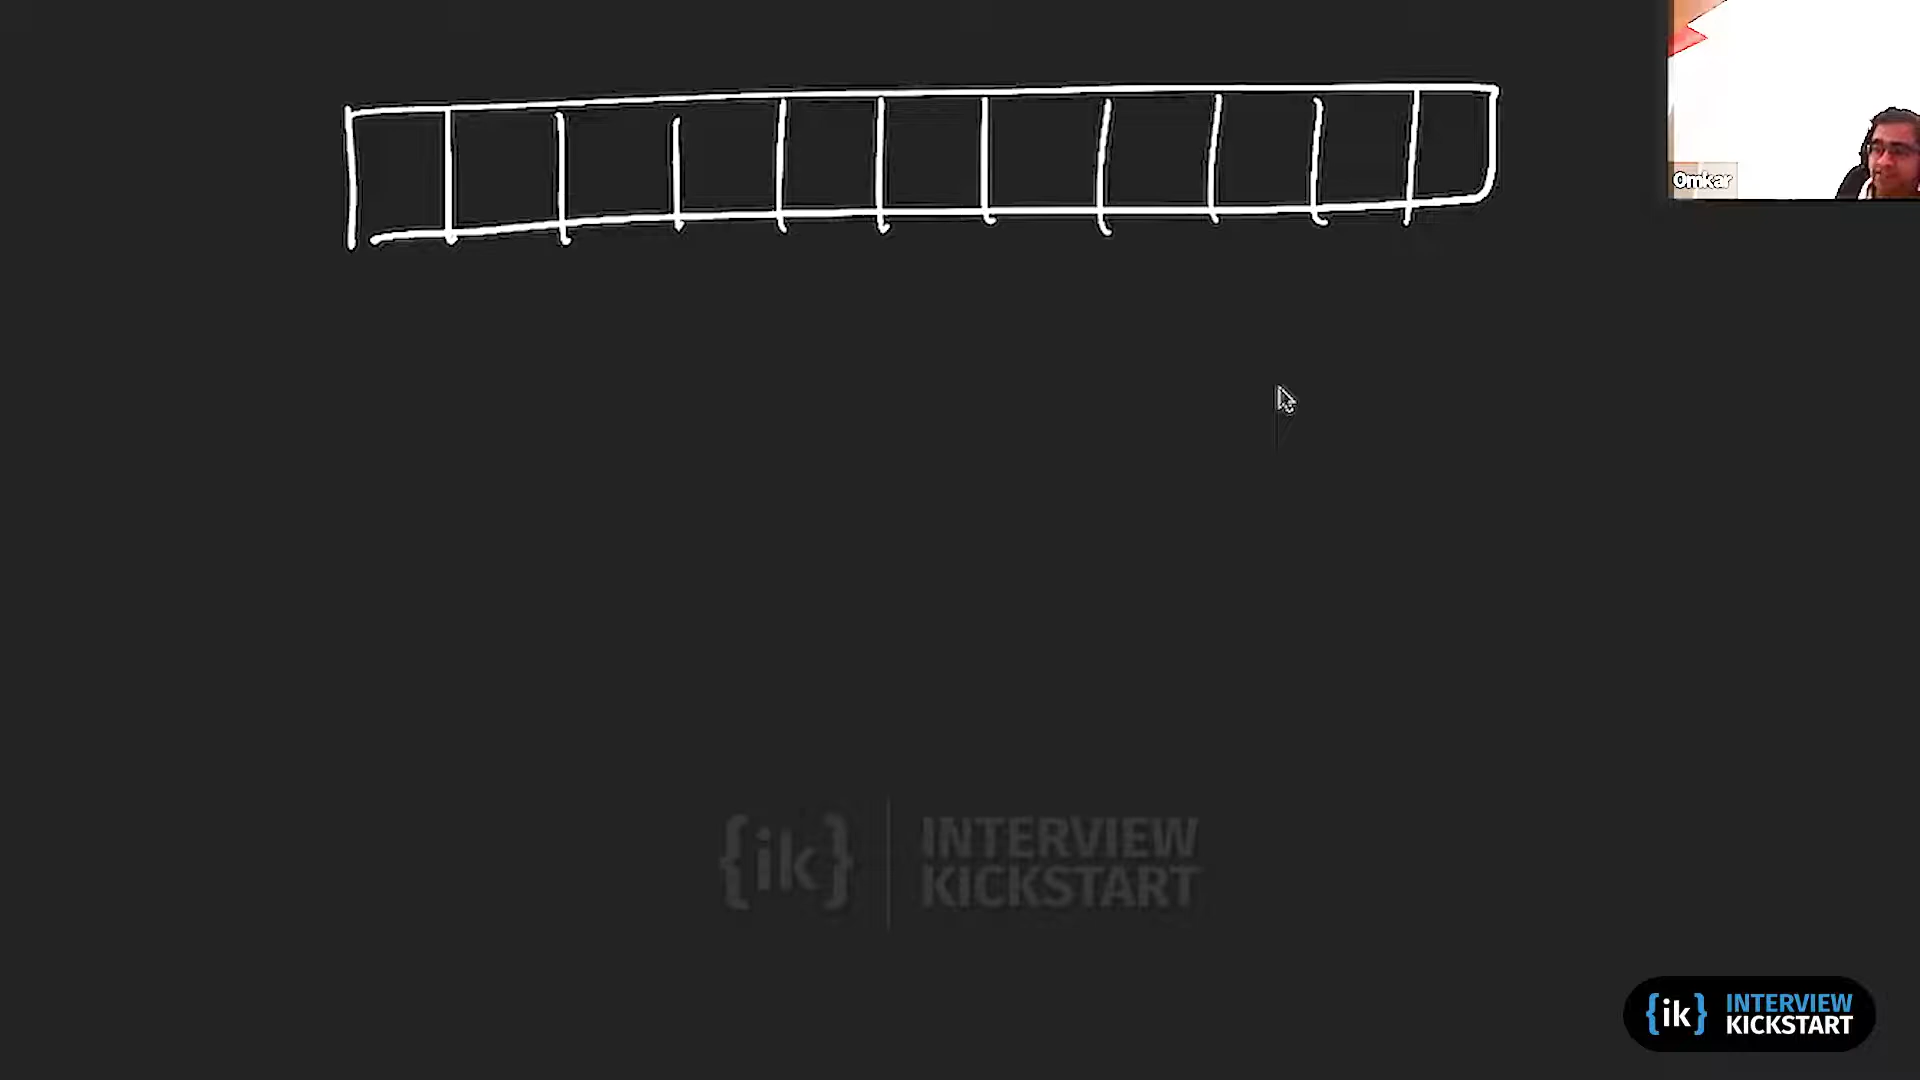 Omkar
{ik} INTERVIEW
KICKSTART
{ik} INTERVIEW
KICKSTART